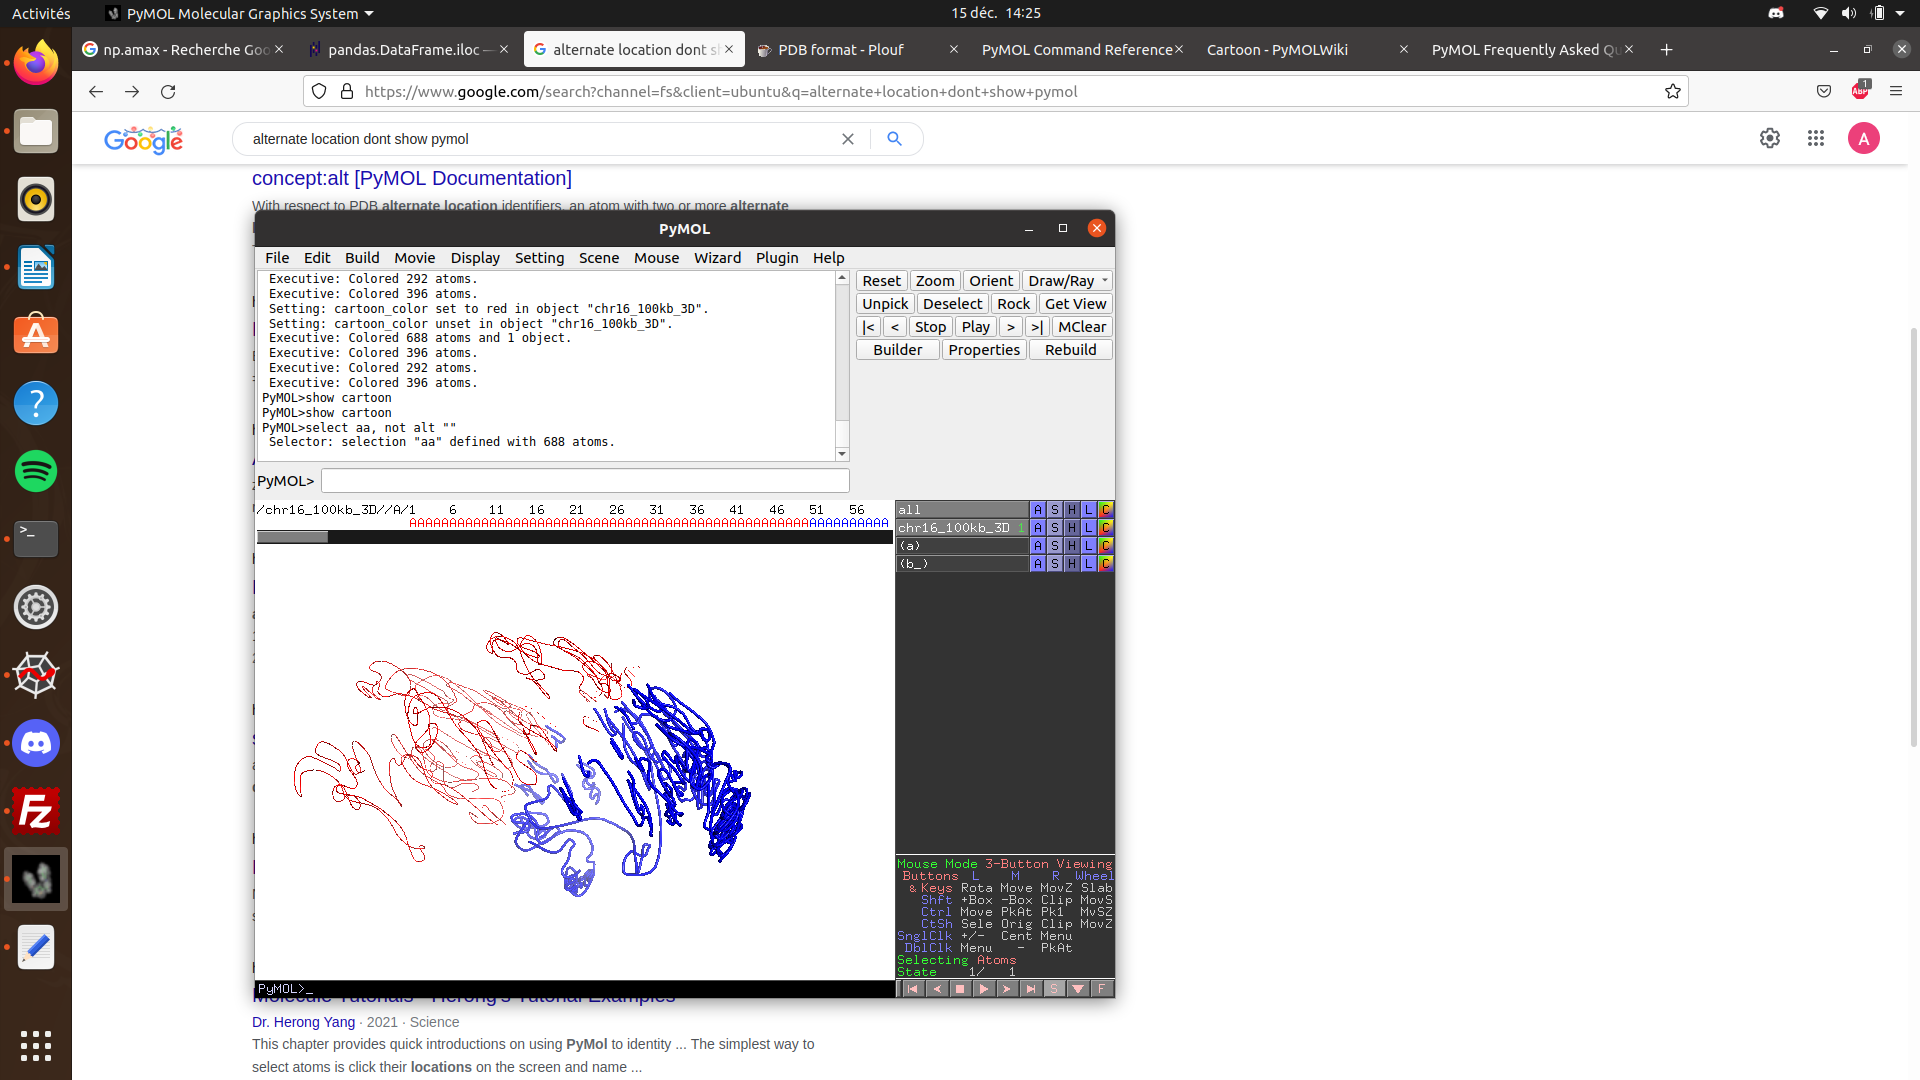 Activités
PyMOL Molecular Graphics System
15 déc. 14:25
np.amax - Recherche Goo
pandas.DataFrame.iloc —
alternate location dont s
PDB format - Plouf
PyMOL Command Reference
Cartoon - PyMOLWiki
PyMOL Frequently Asked Qu
https://www.google.com/search?channel=fs&client=ubuntu&q=alternate+location+dont+show+pymol
ABP
1
Google
alternate location dont show pymol
A
concept:alt [PyMOL Documentation]
With respect to PDB alternate location identifiers, an atom with two or more alternate
PyMOL
File Edit Build Movie Display Setting Scene Mouse Wizard Plugin Help
Executive: Colored 292 atoms.
Executive: Colored 396 atoms.
Setting: cartoon_color set to red in object "chr16_100kb_3D".
Setting: cartoon_color unset in object "chr16_100kb_3D".
Executive: Colored 688 atoms and 1 object.
Executive: Colored 396 atoms.
Executive: Colored 292 atoms.
Executive: Colored 396 atoms.
PyMOL>show cartoon
PyMOL>show cartoon
PyMOL>select aa, not alt ""
Selector: selection "aa" defined with 688 atoms.
PyMOL>
Reset Zoom Orient Draw/Ray
Unpick Deselect Rock Get View
|< < Stop Play > >| MClear
Builder Properties Rebuild
/chr16_100kb_3D//A/1 6 11 16 21 26 31 36 41 46 51 56
AAAAAAAAAAAAAAAAAAAAAAAAAAAAAAAAAAAAAAAAAAAAAAAAAAAAAAAAAAAA
all A S H L C
chr16_100kb_3D 1 A S H L C
(a) A S H L C
(b_) A S H L C
Mouse Mode 3-Button Viewing
Buttons L M R Wheel
& Keys Rota Move MovZ Slab
Shft +Box -Box Clip MovS
Ctrl Move PkAt Pk1 MvSZ
CtSh Sele Orig Clip MovZ
SnglClk +/- Cent Menu
DblClk Menu - PkAt
Selecting Atoms
State 1/ 1
PyMOL>_
S F
Molecule Tutorials - Herong's Tutorial Examples
Dr. Herong Yang · 2021 · Science
This chapter provides quick introductions on using PyMol to identity ... The simplest way to
select atoms is click their locations on the screen and name ...